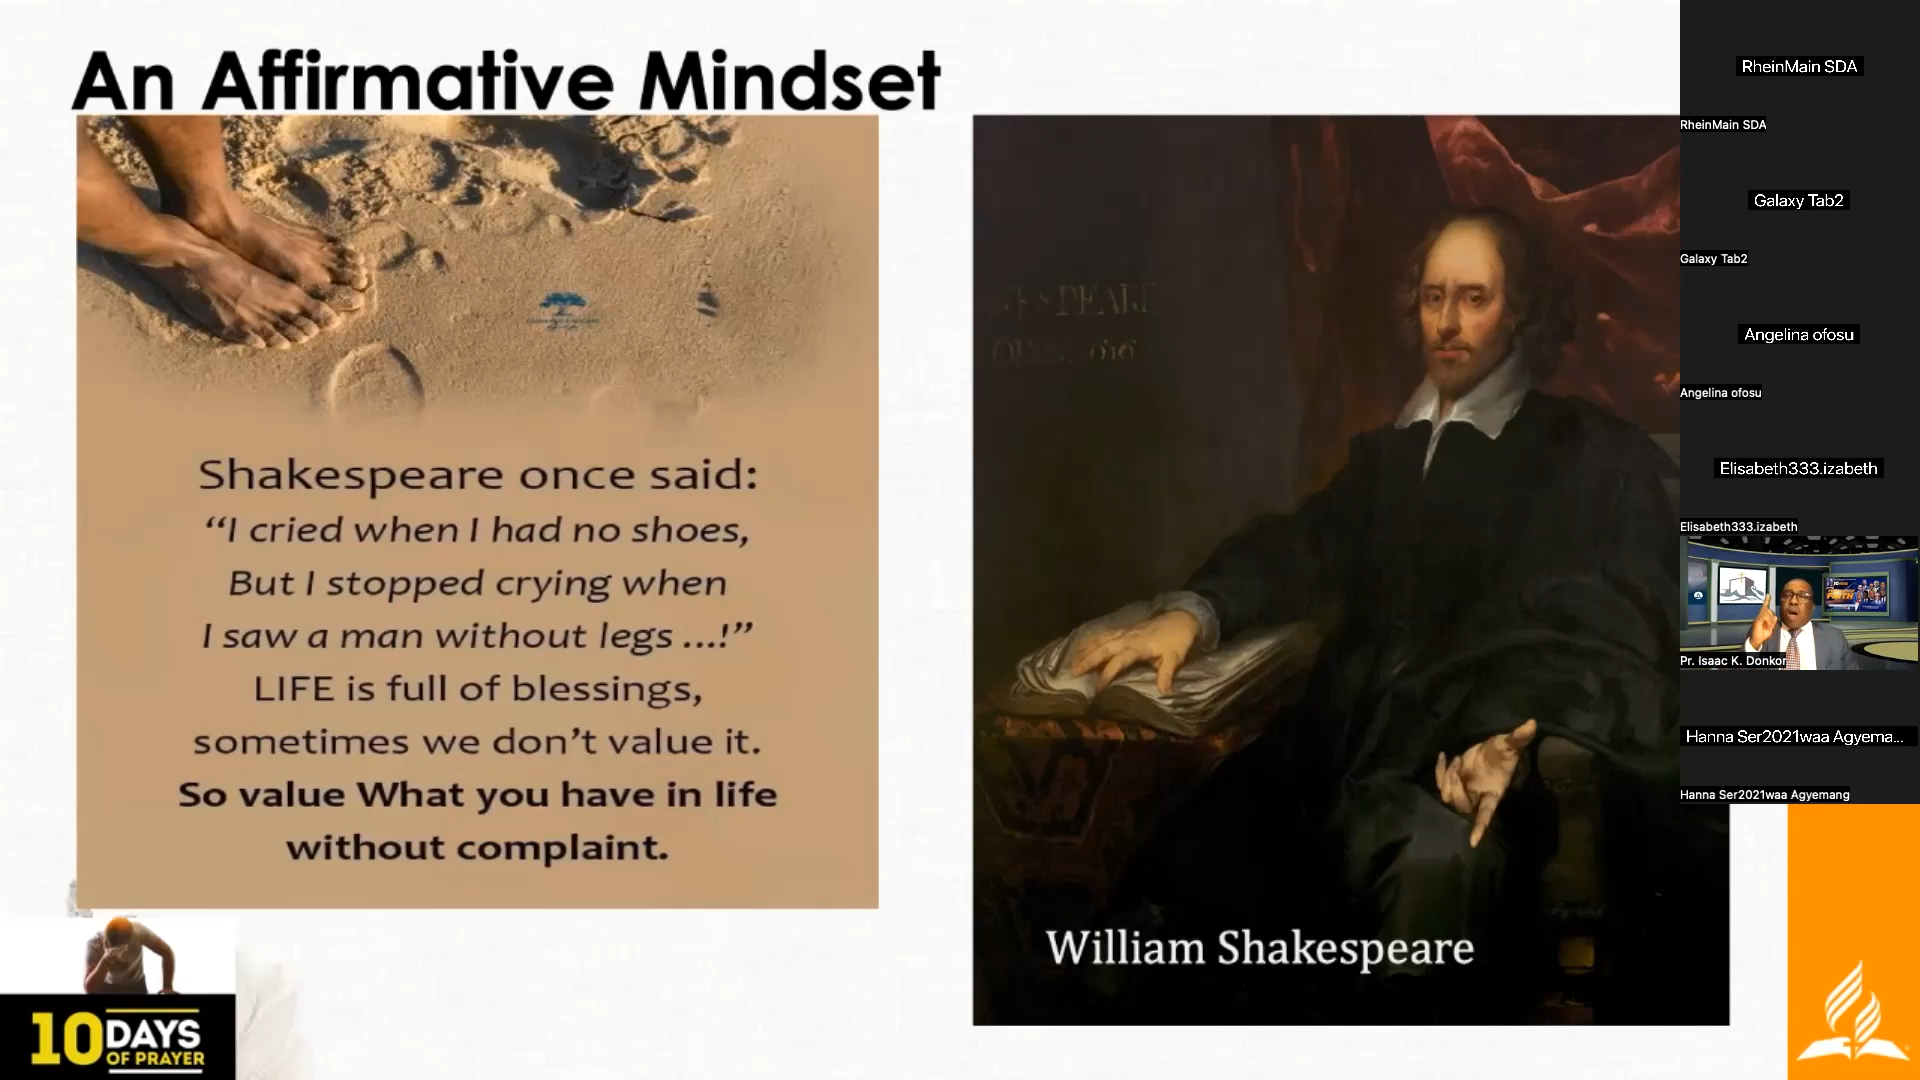 An Affirmative Mindset
Shakespeare once said:
“I cried when I had no shoes,
But I stopped crying when
I saw a man without legs ...!”
LIFE is full of blessings,
sometimes we don’t value it.
So value What you have in life
without complaint.
William Shakespeare
10 DAYS
OF PRAYER
RheinMain SDA
RheinMain SDA
Galaxy Tab2
Galaxy Tab2
Angelina ofosu
Angelina ofosu
Elisabeth333.izabeth
Elisabeth333.izabeth
Pr. Isaac K. Donkor
Hanna Ser2021waa Agyema...
Hanna Ser2021waa Agyemang